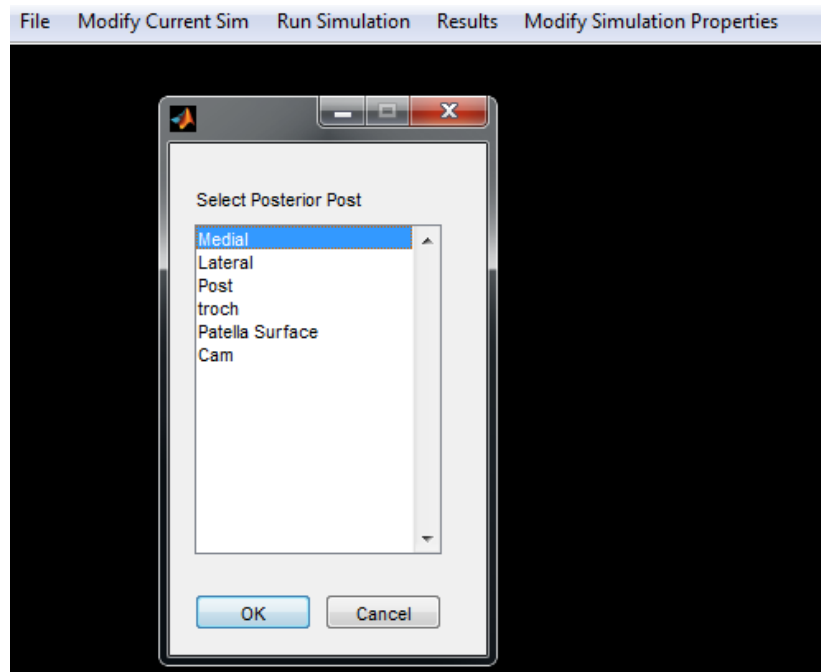 File Modify Current Sim Run Simulation Results Modify Simulation Properties
Select Posterior Post
Medial
Lateral
Post
troch
Patella Surface
Cam
OK Cancel